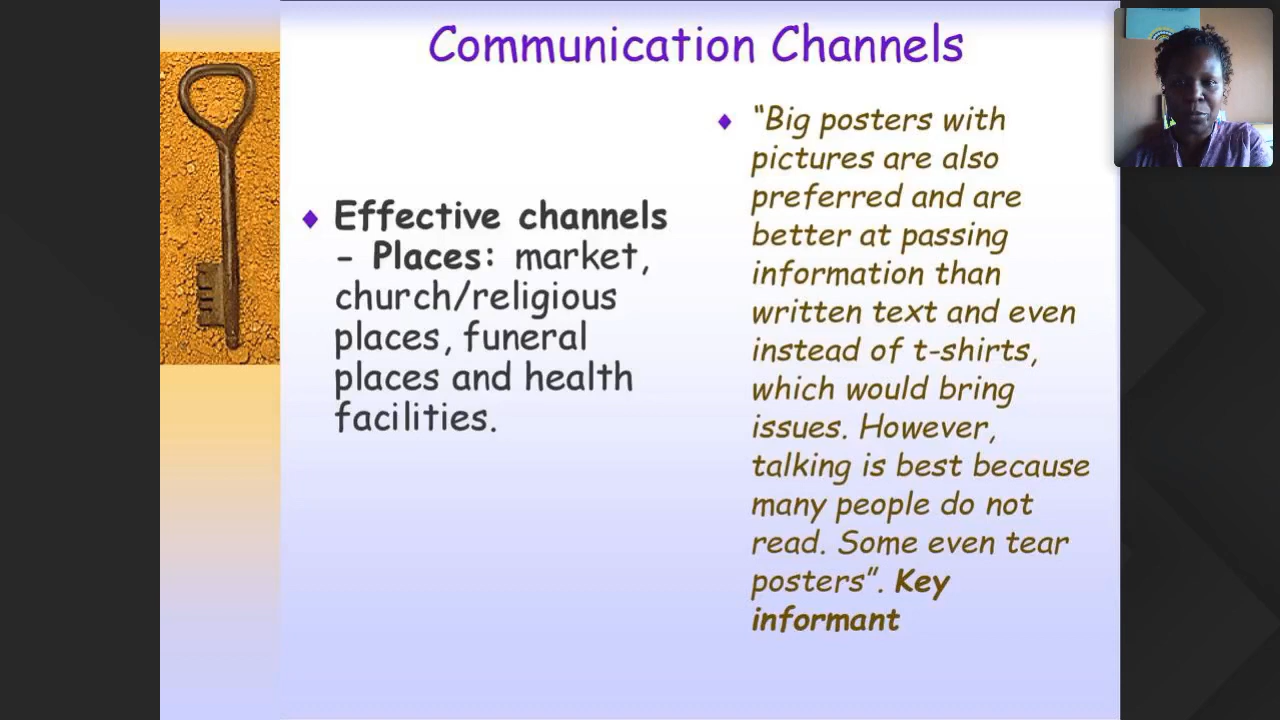 Communication Channels
Effective channels
- Places: market,
church/religious
places, funeral
places and health
facilities.
“Big posters with
pictures are also
preferred and are
better at passing
information than
written text and even
instead of t-shirts,
which would bring
issues. However,
talking is best because
many people do not
read. Some even tear
posters”. Key
informant